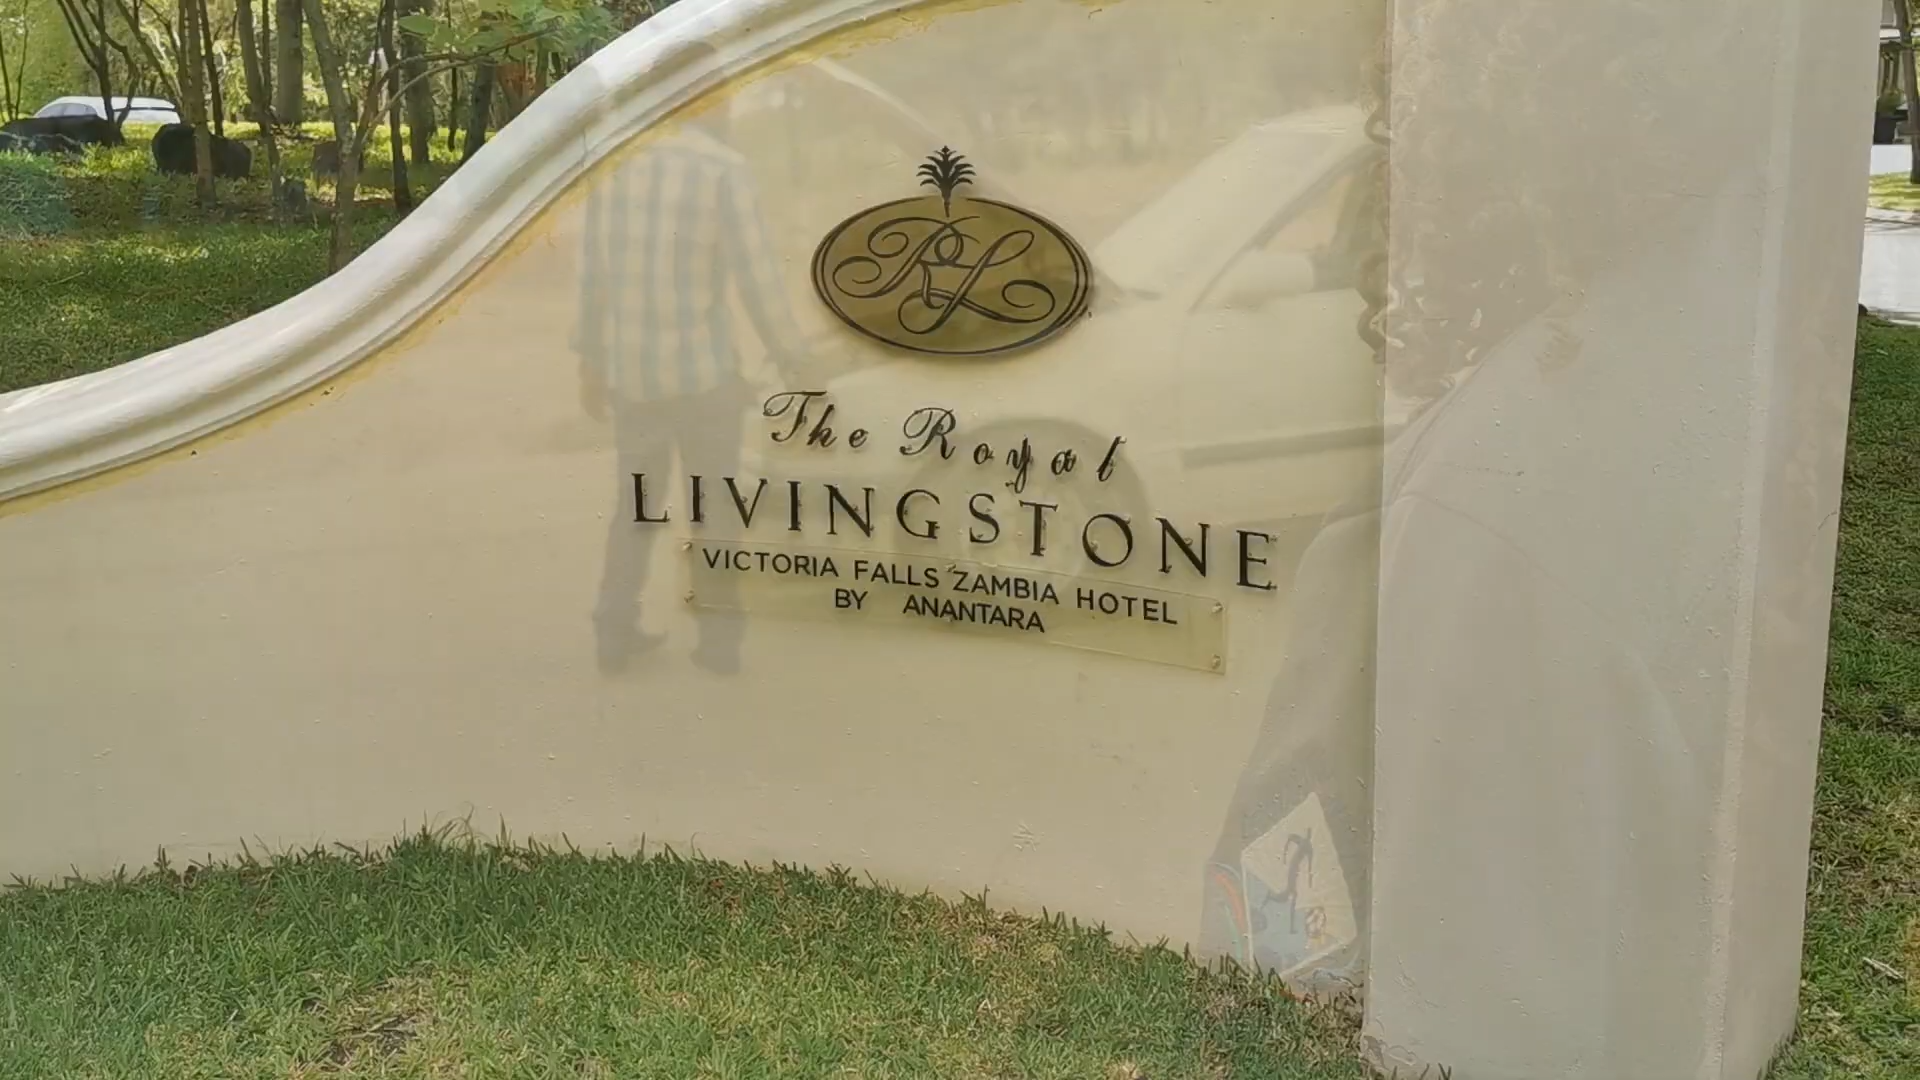 RL
The Royal
LIVINGSTONE
VICTORIA FALLS ZAMBIA HOTEL
BY ANANTARA